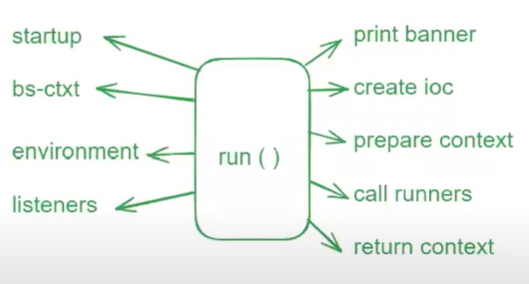 startup
bs-ctxt
environment
listeners
run ( )
print banner
create ioc
prepare context
call runners
return context